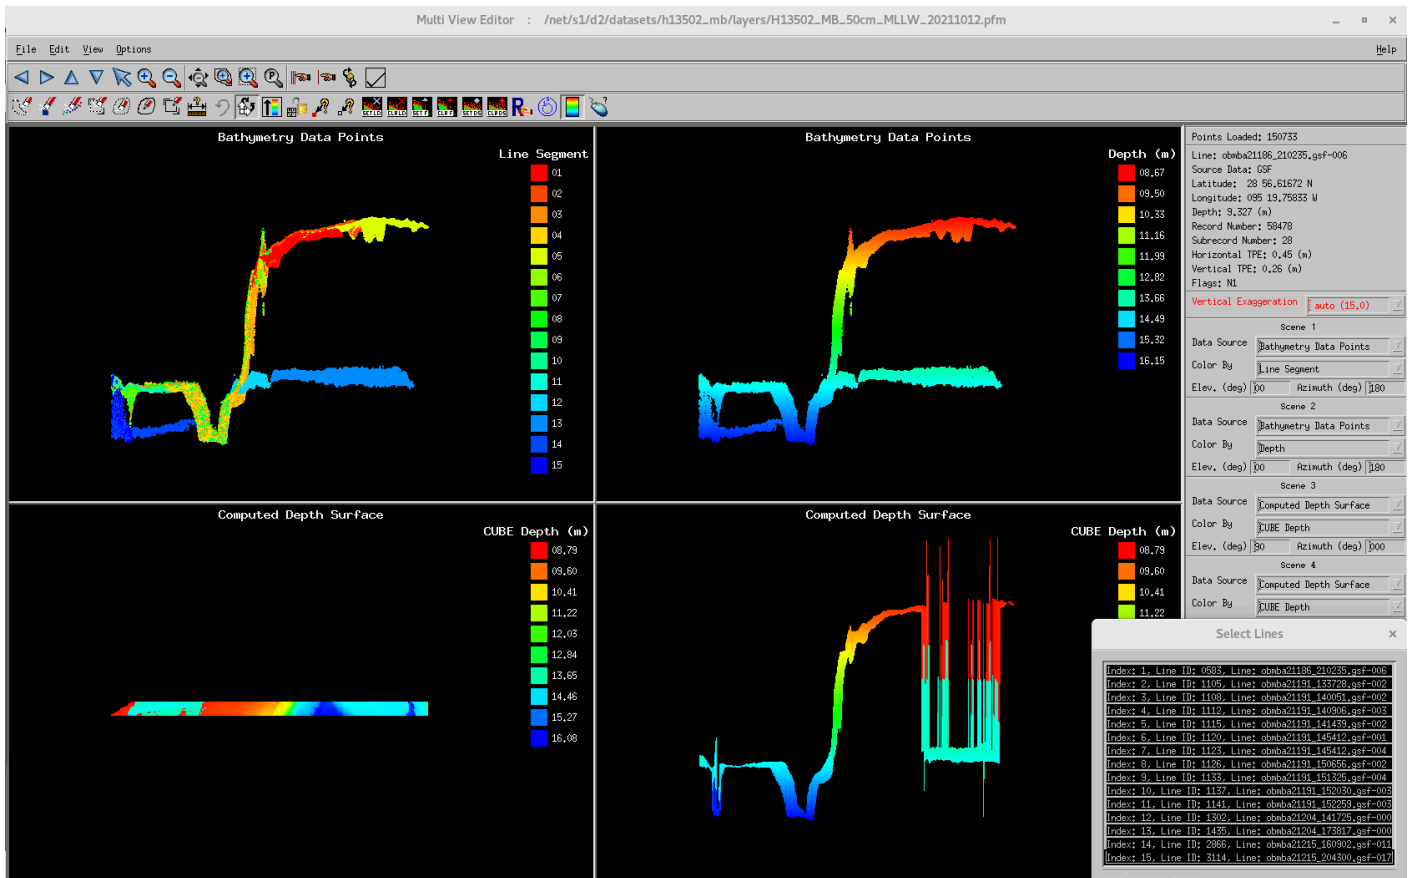 Multi View Editor : /net/s1/d2/datasets/h13502_mb/layers/H13502_MB_50cm_MLLW_20211012.pfm
File Edit View Options Help
SET LD CLR LD SET F CLR F SET DS CLR DS R
Bathymetry Data Points
Line Segment
01
02
03
04
05
06
07
08
09
10
11
12
13
14
15
Bathymetry Data Points
Depth (m)
08.67
09.50
10.33
11.16
11.99
12.82
13.66
14.49
15.32
16.15
Computed Depth Surface
CUBE Depth (m)
08.79
09.60
10.41
11.22
12.03
12.84
13.65
14.46
15.27
16.08
Computed Depth Surface
CUBE Depth (m)
08.79
09.60
10.41
11.22
Points Loaded: 150733
Line: obmba21186_210235.gsf-006
Source Data: GSF
Latitude: 28 56.61672 N
Longitude: 095 19.75833 W
Depth: 9.327 (m)
Record Number: 58478
Subrecord Number: 28
Horizontal TPE: 0.45 (m)
Vertical TPE: 0.26 (m)
Flags: N1
Vertical Exaggeration auto (15.0)
Scene 1
Data Source Bathymetry Data Points
Color By Line Segment
Elev. (deg) 00 Azimuth (deg) 180
Scene 2
Data Source Bathymetry Data Points
Color By Depth
Elev. (deg) 00 Azimuth (deg) 180
Scene 3
Data Source Computed Depth Surface
Color By CUBE Depth
Elev. (deg) 90 Azimuth (deg) 000
Scene 4
Data Source Computed Depth Surface
Color By CUBE Depth
Select Lines
Index: 1, Line ID: 0583, Line: obmba21186_210235.gsf-006
Index: 2, Line ID: 1105, Line: obmba21191_133728.gsf-002
Index: 3, Line ID: 1108, Line: obmba21191_140051.gsf-002
Index: 4, Line ID: 1112, Line: obmba21191_140906.gsf-003
Index: 5, Line ID: 1115, Line: obmba21191_141439.gsf-002
Index: 6, Line ID: 1120, Line: obmba21191_145412.gsf-001
Index: 7, Line ID: 1123, Line: obmba21191_145412.gsf-004
Index: 8, Line ID: 1126, Line: obmba21191_150656.gsf-002
Index: 9, Line ID: 1133, Line: obmba21191_151325.gsf-004
Index: 10, Line ID: 1137, Line: obmba21191_152030.gsf-003
Index: 11, Line ID: 1141, Line: obmba21191_152259.gsf-003
Index: 12, Line ID: 1302, Line: obmba21204_141725.gsf-000
Index: 13, Line ID: 1435, Line: obmba21204_173817.gsf-000
Index: 14, Line ID: 2866, Line: obmba21215_160902.gsf-011
Index: 15, Line ID: 3114, Line: obmba21215_204300.gsf-017